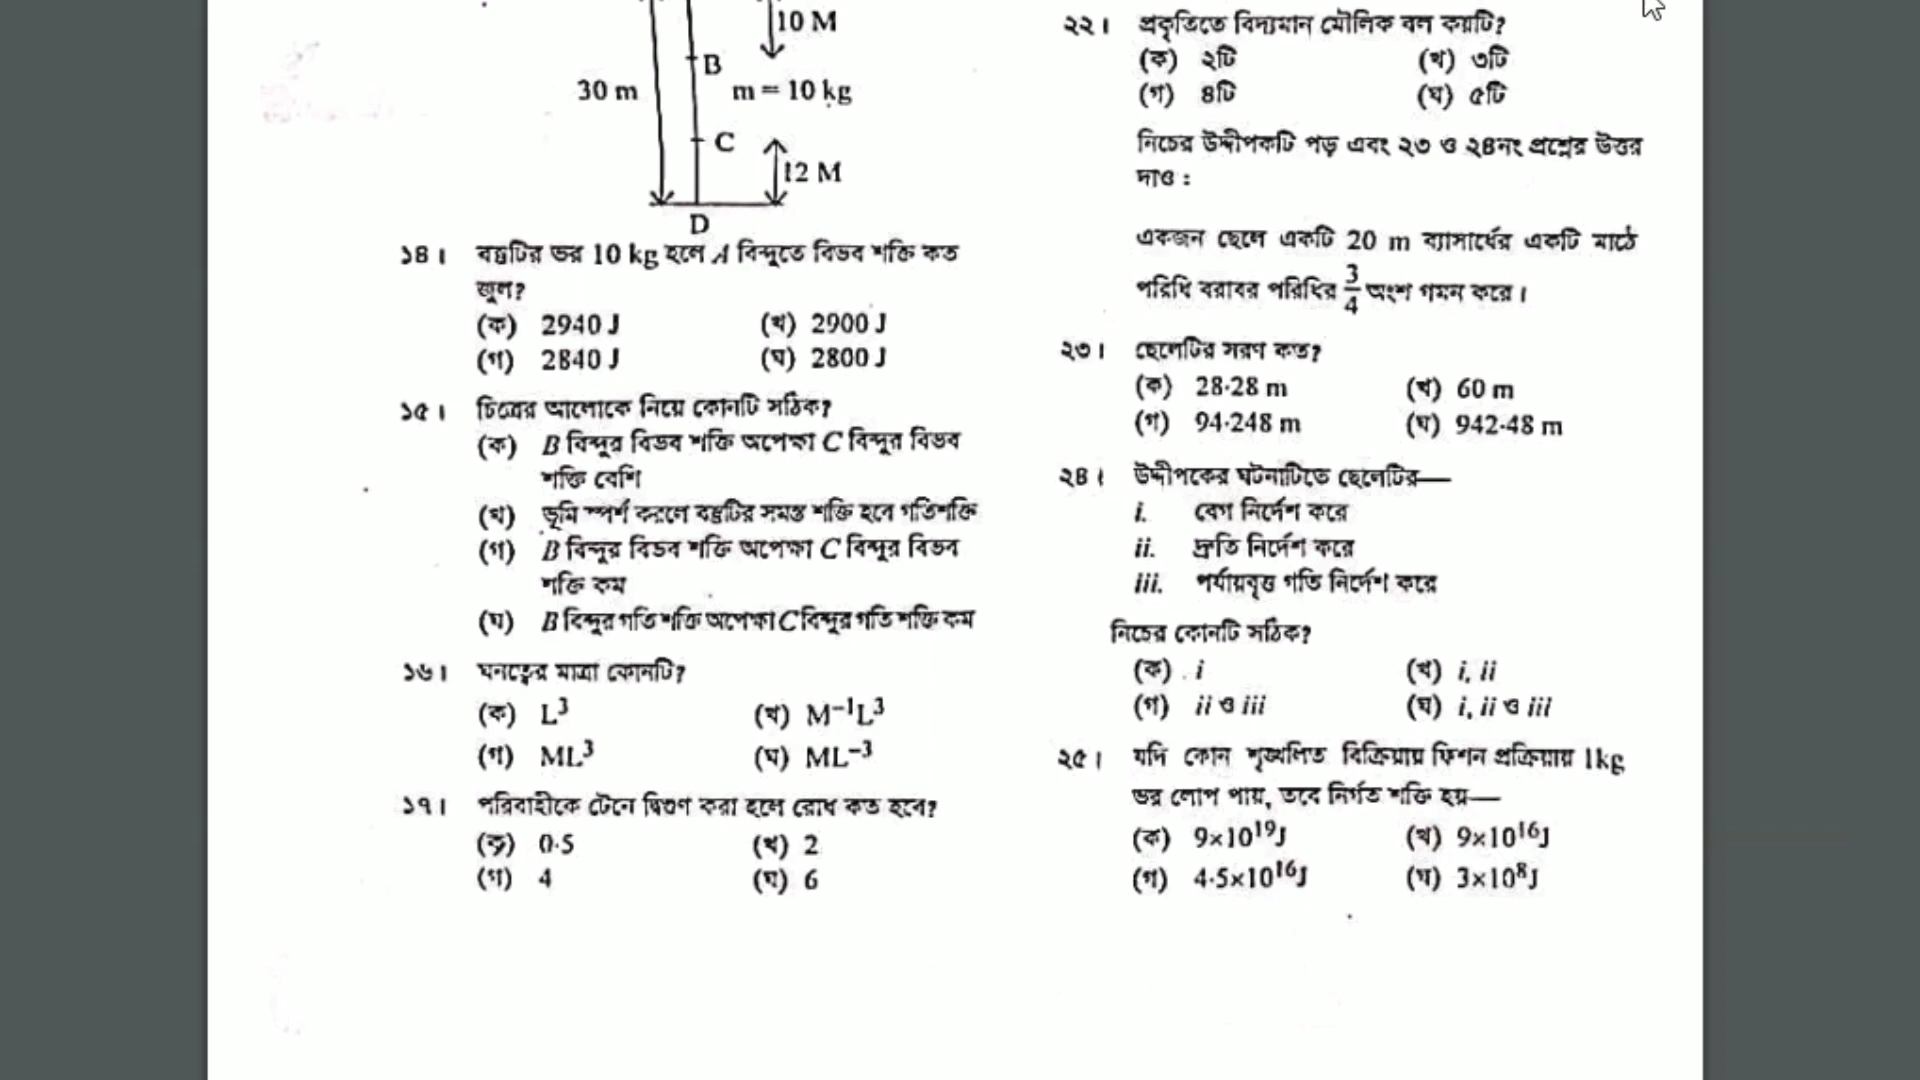 10 M
B
30 m
m = 10 kg
C
12 M
D
১৪। বস্তুটির ভর 10 kg হলে A বিন্দুতে বিভব শক্তি কত
জুল?
(ক) 2940 J (খ) 2900 J
(গ) 2840 J (ঘ) 2800 J
১৫। চিত্রের আলোকে নিম্নে কোনটি সঠিক?
(ক) B বিন্দুর বিভব শক্তি অপেক্ষা C বিন্দুর বিভব
শক্তি বেশি
(খ) ভূমি স্পর্শ করলে বস্তুটির সমস্ত শক্তি হবে গতিশক্তি
(গ) B বিন্দুর বিভব শক্তি অপেক্ষা C বিন্দুর বিভব
শক্তি কম
(ঘ) B বিন্দুর গতি শক্তি অপেক্ষা C বিন্দুর গতি শক্তি কম
১৬। ঘনত্বের মাত্রা কোনটি?
(ক) L³ (খ) M⁻¹L³
(গ) ML³ (ঘ) ML⁻³
১৭। পরিবাহীকে টেনে দ্বিগুণ করা হলে রোধ কত হবে?
(ক) 0·5 (খ) 2
(গ) 4 (ঘ) 6
২২। প্রকৃতিতে বিদ্যমান মৌলিক বল কয়টি?
(ক) ২টি (খ) ৩টি
(গ) ৪টি (ঘ) ৫টি
নিচের উদ্দীপকটি পড় এবং ২৩ ও ২৪নং প্রশ্নের উত্তর
দাও :
একজন ছেলে একটি 20 m ব্যাসার্ধের একটি মাঠে
পরিধি বরাবর পরিধির 3/4 অংশ গমন করে।
২৩। ছেলেটির সরণ কত?
(ক) 28·28 m (খ) 60 m
(গ) 94·248 m (ঘ) 942·48 m
২৪। উদ্দীপকের ঘটনাটিতে ছেলেটির—
i. বেগ নির্দেশ করে
ii. দ্রুতি নির্দেশ করে
iii. পর্যায়বৃত্ত গতি নির্দেশ করে
নিচের কোনটি সঠিক?
(ক) i (খ) i, ii
(গ) ii ও iii (ঘ) i, ii ও iii
২৫। যদি কোন শৃঙ্খলিত বিক্রিয়ায় ফিশন প্রক্রিয়ায় 1kg
ভর লোপ পায়, তবে নির্গত শক্তি হয়—
(ক) 9×10¹⁹J (খ) 9×10¹⁶J
(গ) 4·5×10¹⁶J (ঘ) 3×10⁸J